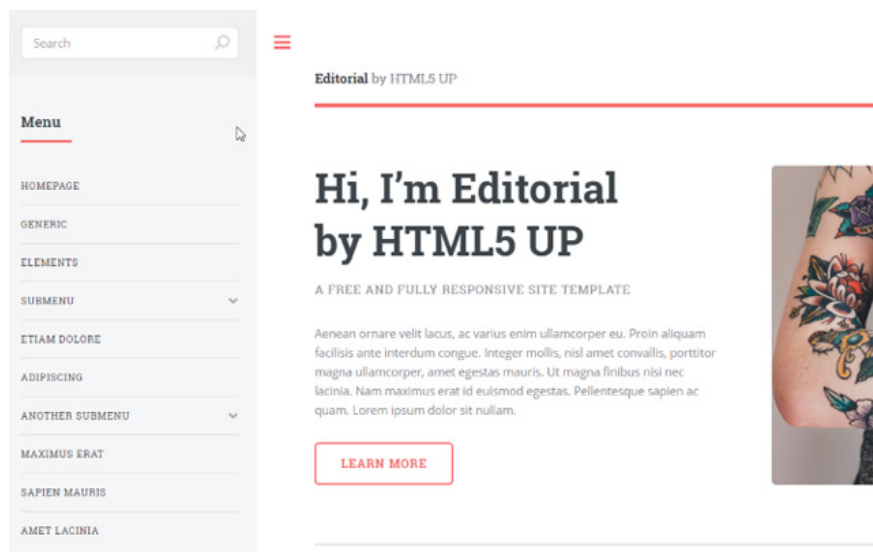 Search
Menu
HOMEPAGE
GENERIC
ELEMENTS
SUBMENU
ETIAM DOLORE
ADIPISCING
ANOTHER SUBMENU
MAXIMUS ERAT
SAPIEN MAURIS
AMET LACINIA
Editorial by HTML5 UP
Hi, I'm Editorial
by HTML5 UP
A FREE AND FULLY RESPONSIVE SITE TEMPLATE
Aenean ornare velit lacus, ac varius enim ullamcorper eu. Proin aliquam
facilisis ante interdum congue. Integer mollis, nisl amet convallis, porttitor
magna ullamcorper, amet egestas mauris. Ut magna finibus nisi nec
lacinia. Nam maximus erat id euismod egestas. Pellentesque sapien ac
quam. Lorem ipsum dolor sit nullam.
LEARN MORE